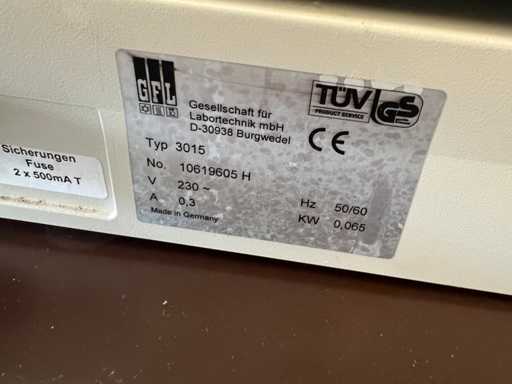 GFL
Gesellschaft für
Labortechnik mbH
D-30938 Burgwedel
TÜV
PRODUCT SERVICE
GS
CE
Typ 3015
No. 10619605 H
V 230 ~
Hz 50/60
A 0,3
KW 0,065
Made in Germany
Sicherungen
Fuse
2 x 500mA T